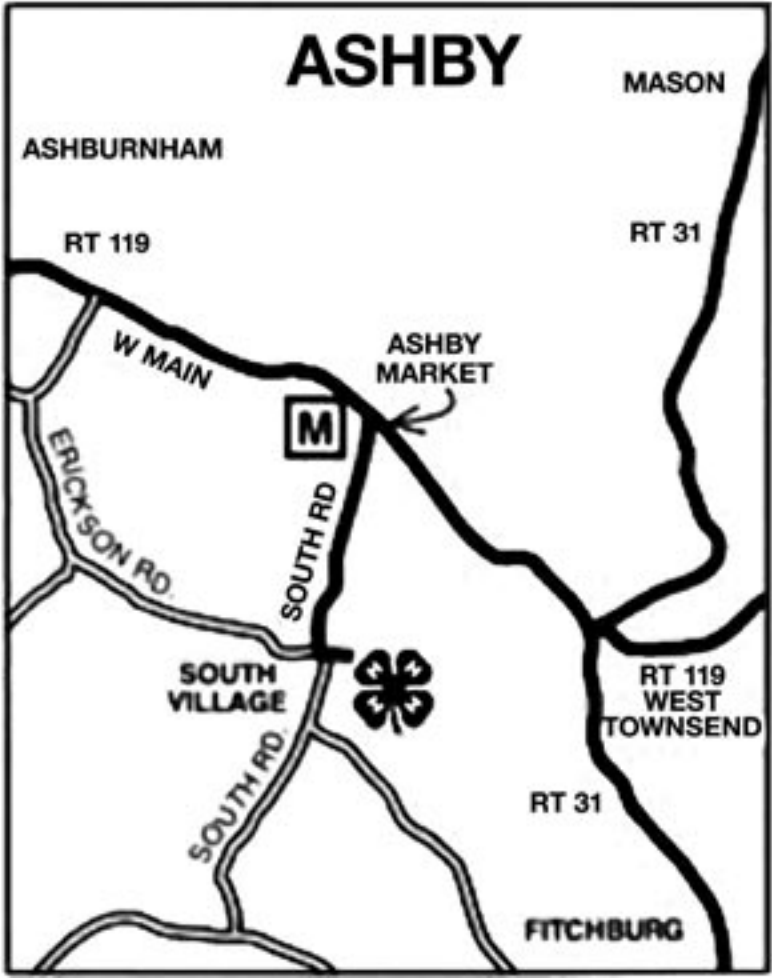 ASHBY
MASON
ASHBURNHAM
RT 119
RT 31
W MAIN
ASHBY
MARKET
M
ERICKSON RD.
SOUTH RD
SOUTH
VILLAGE
H H H H
RT 119
WEST
TOWNSEND
SOUTH RD.
RT 31
FITCHBURG